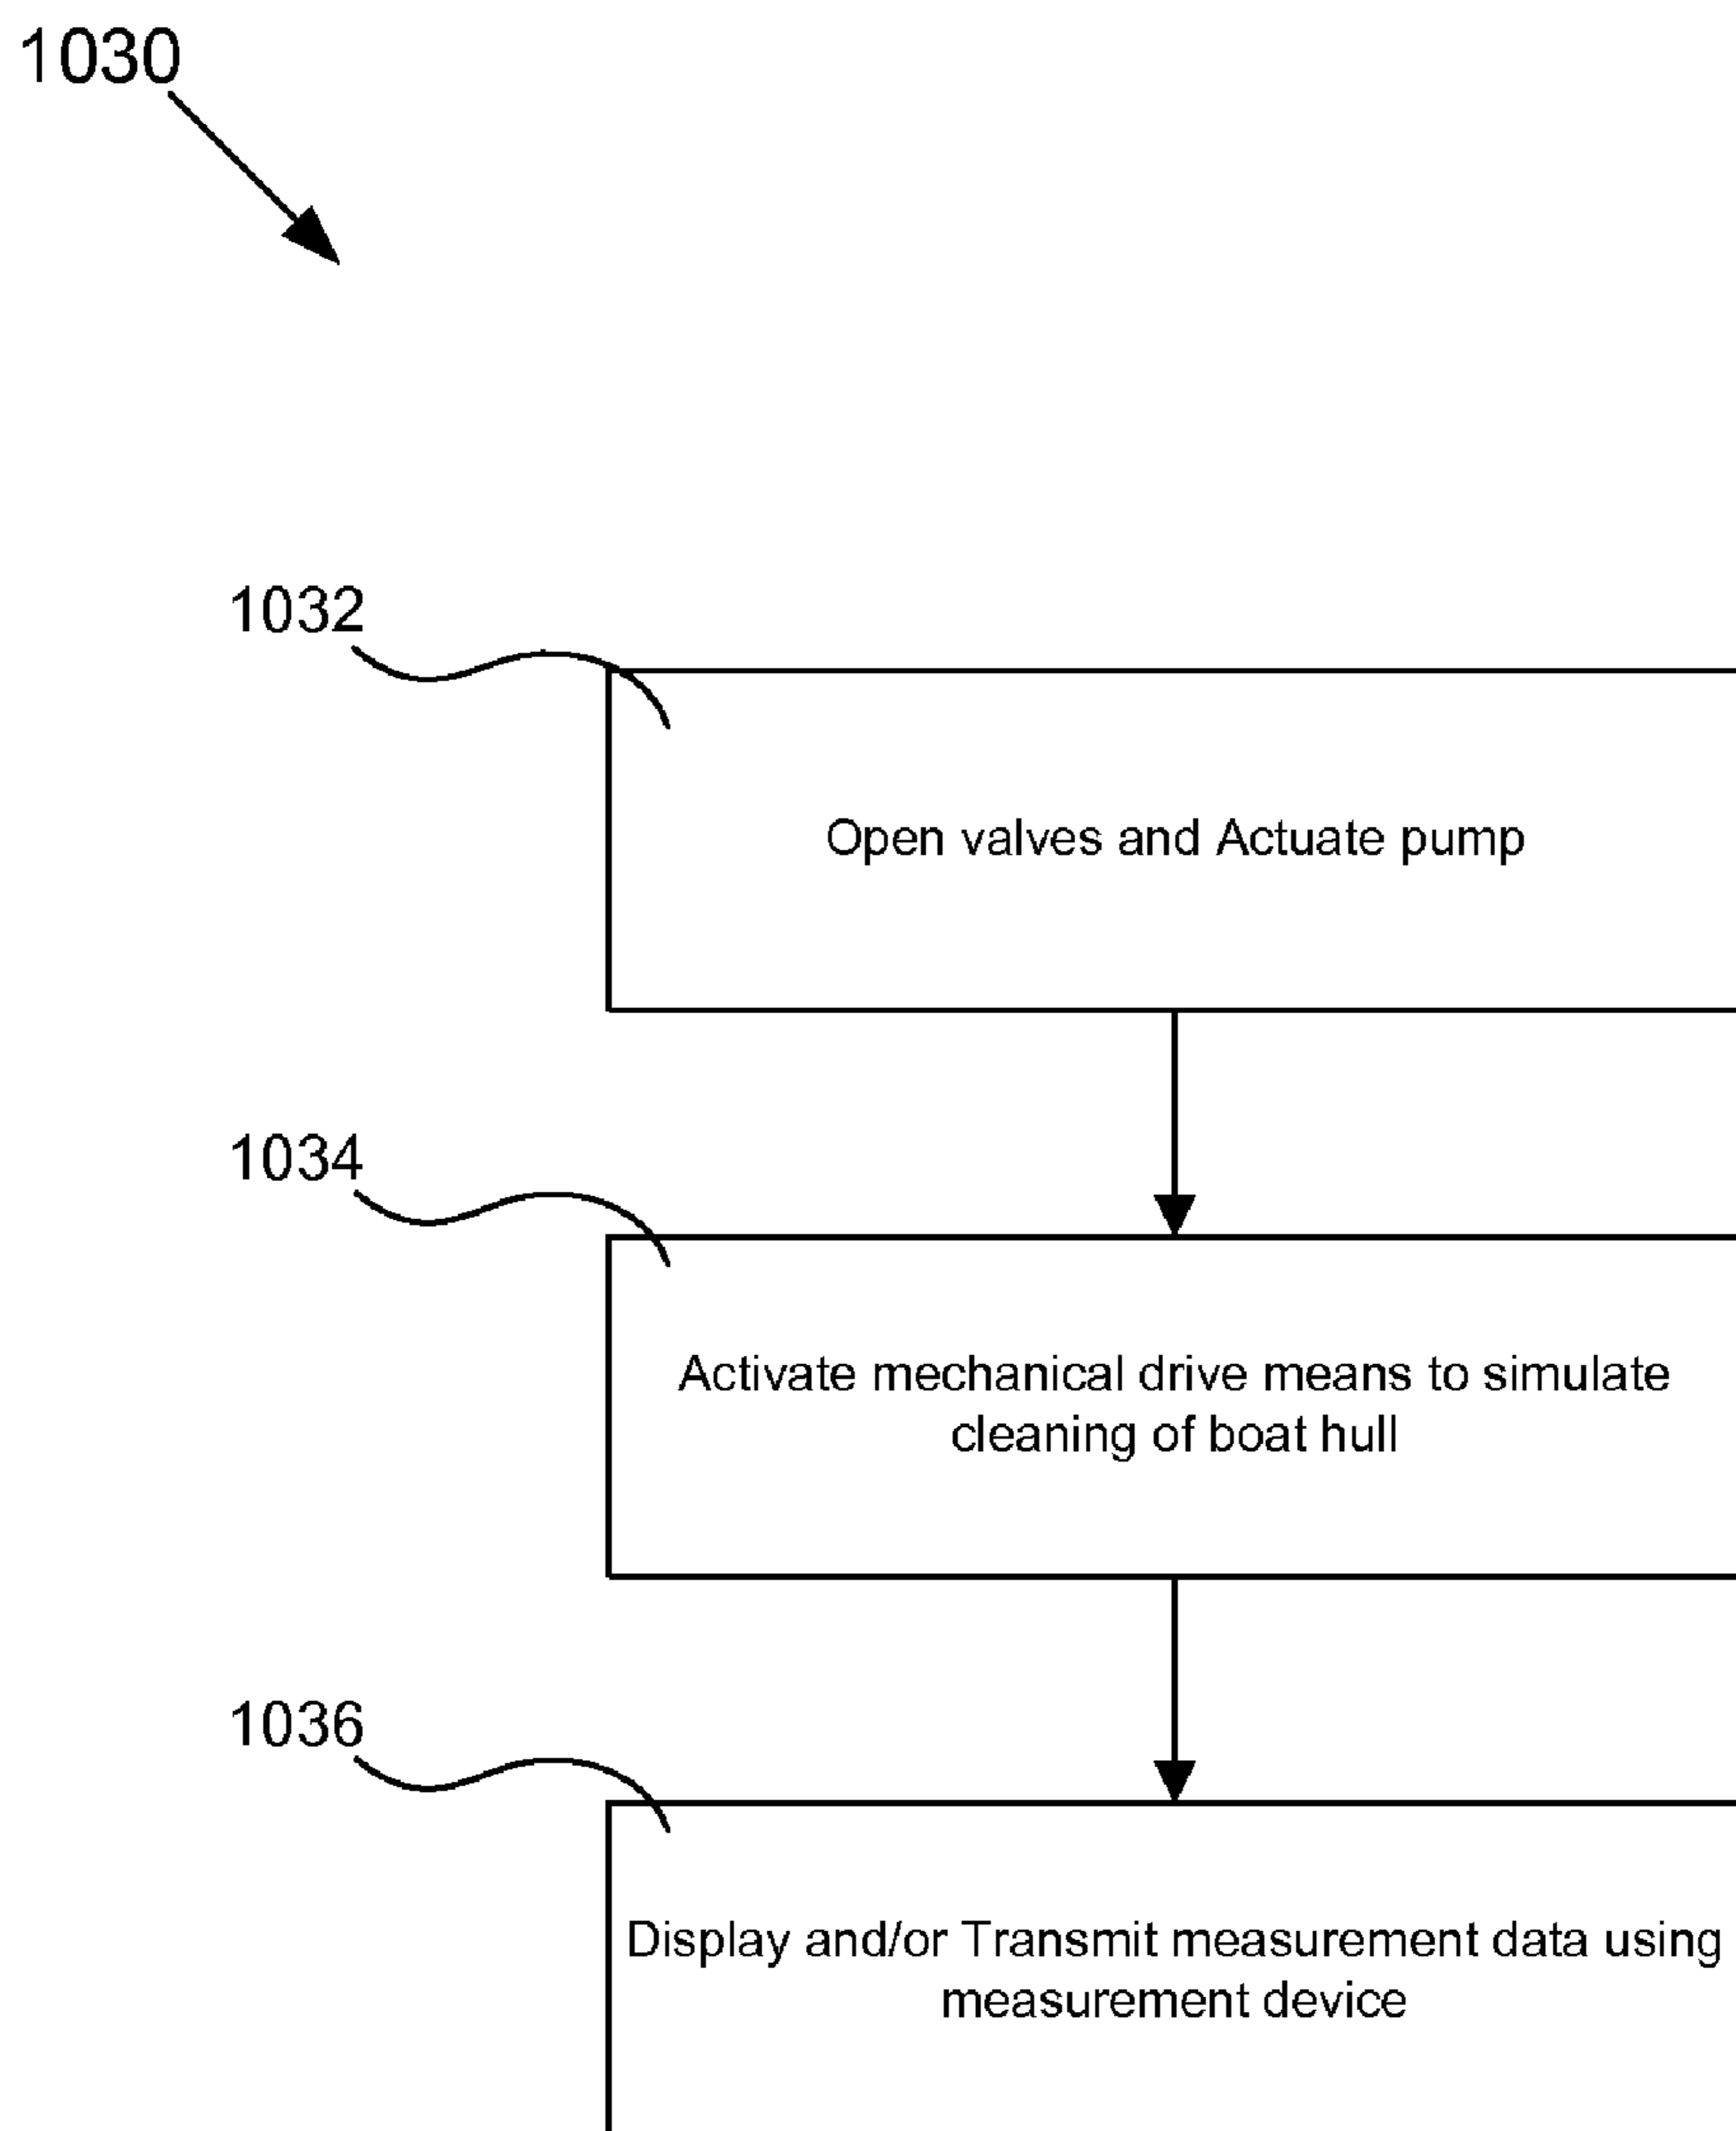 1030
1032
Open valves and Actuate pump
1034
Activate mechanical drive means to simulate
cleaning of boat hull
1036
Display and/or Transmit measurement data using
measurement device